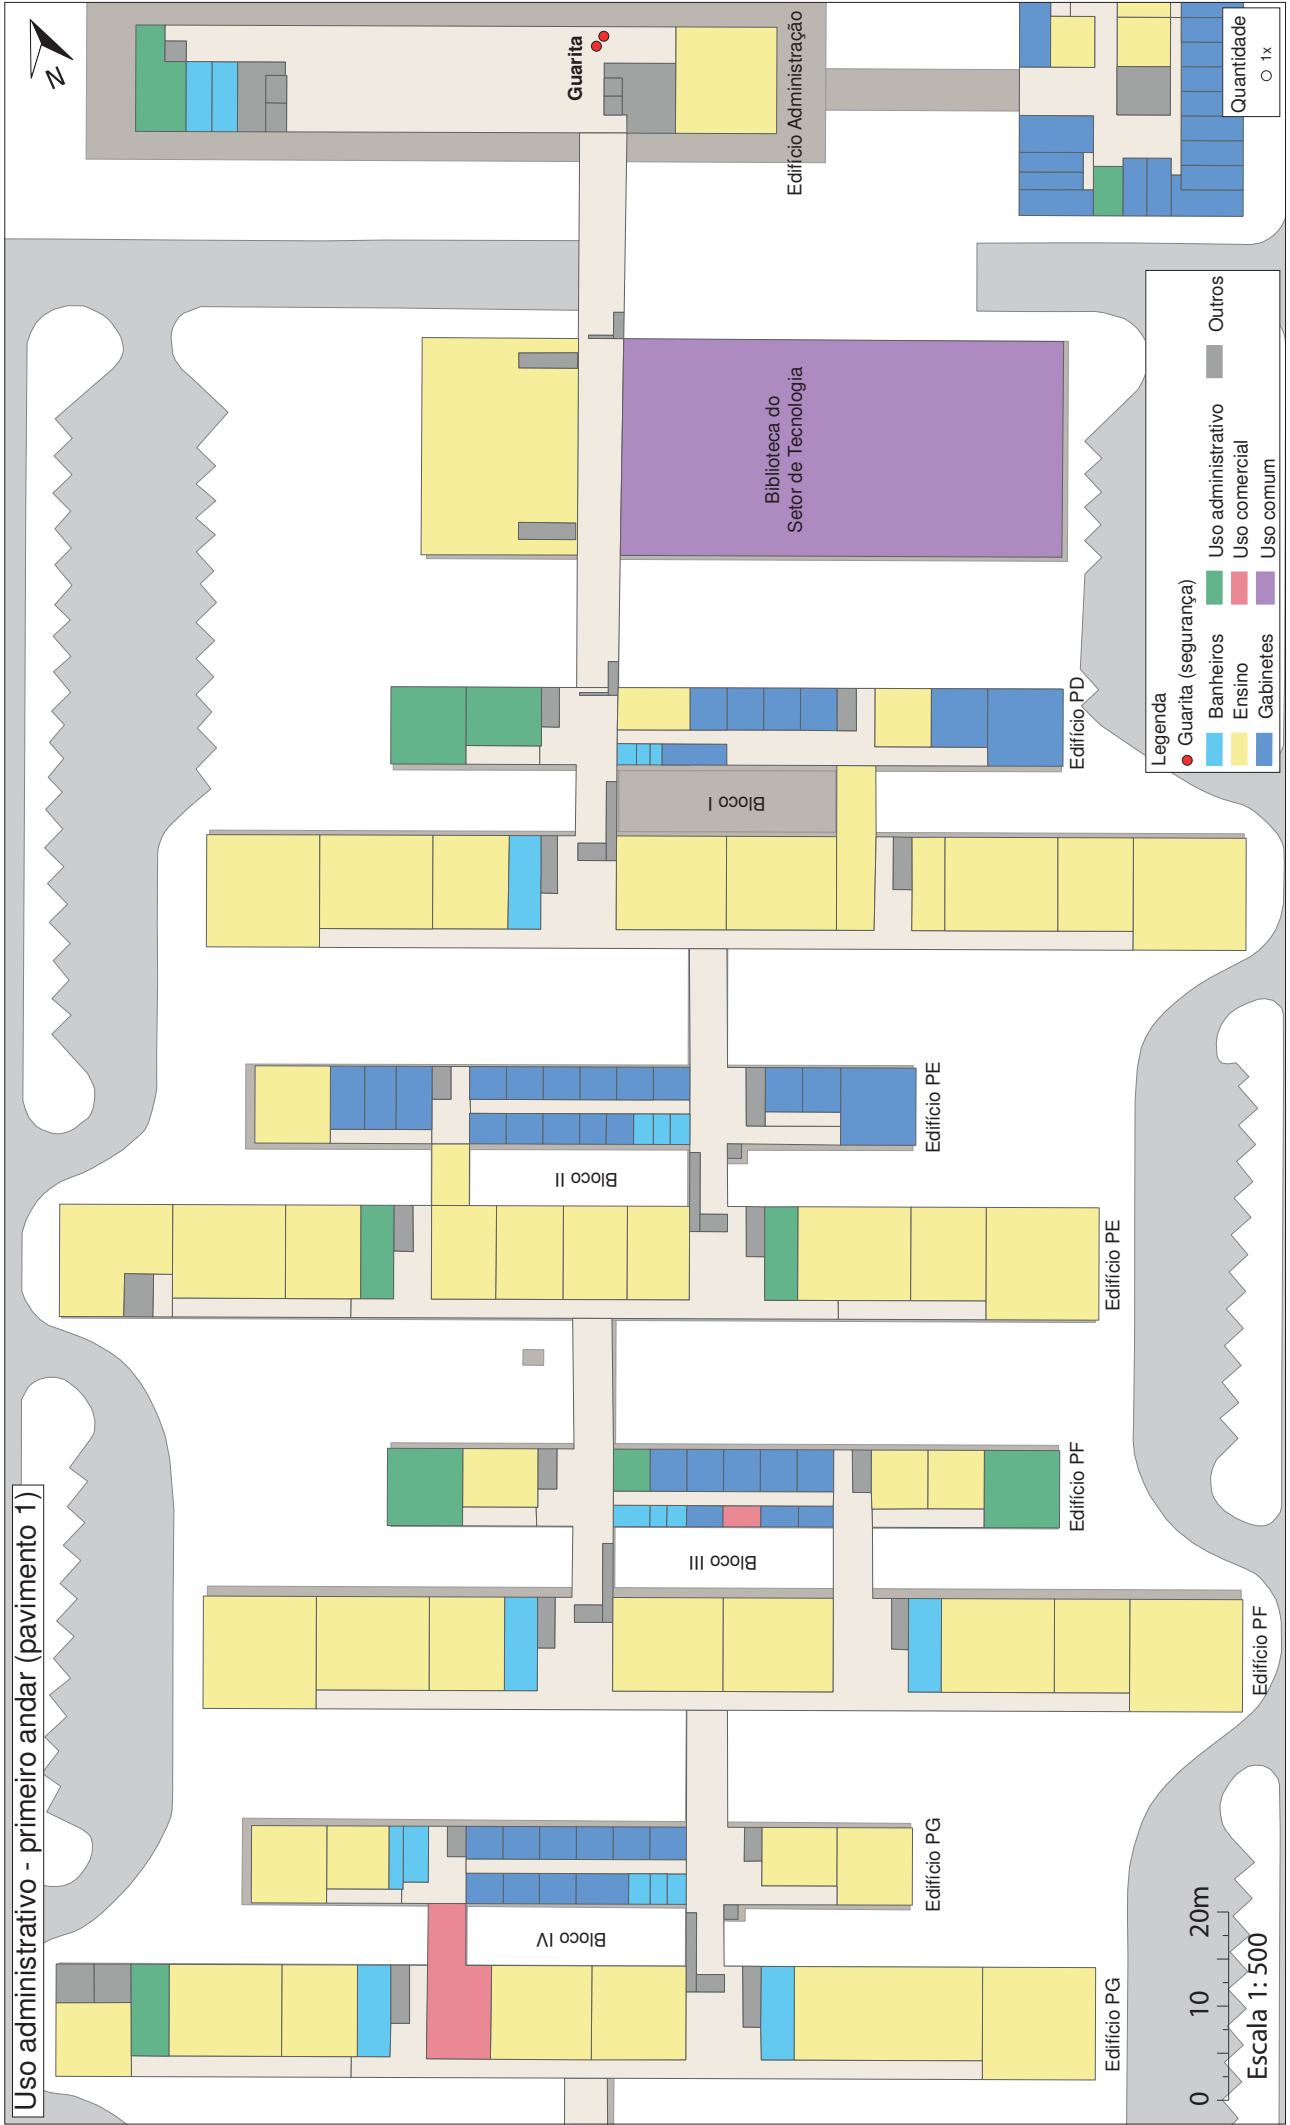 Uso administrativo - primeiro andar (pavimento 1)
N
Guarita
Edifício Administração
Biblioteca do
Setor de Tecnologia
Edifício PD
Bloco I
Edifício PE
Bloco II
Edifício PE
Edifício PF
Bloco III
Edifício PF
Edifício PG
Bloco IV
Edifício PG
Quantidade
1x
Legenda
Guarita (segurança)
Banheiros
Uso administrativo
Outros
Ensino
Uso comercial
Gabinetes
Uso comum
0 10 20m
Escala 1: 500